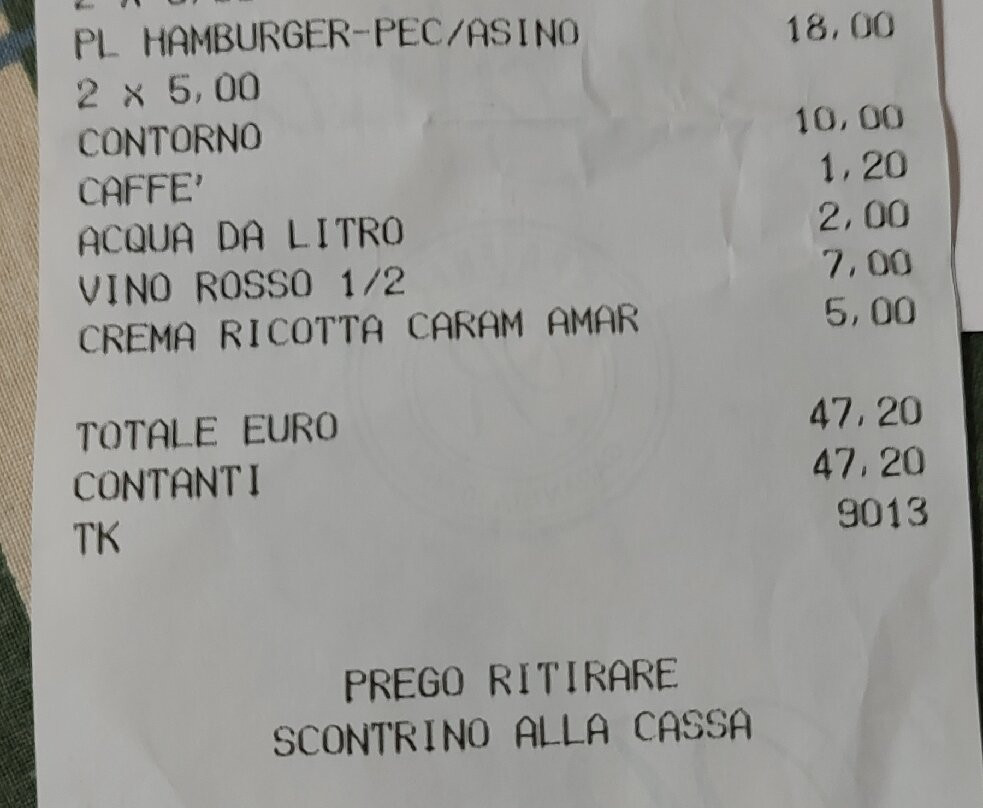 PL HAMBURGER-PEC/ASINO 18,00
2 x 5,00
CONTORNO 10,00
CAFFE' 1,20
ACQUA DA LITRO 2,00
VINO ROSSO 1/2 7,00
CREMA RICOTTA CARAM AMAR 5,00
TOTALE EURO 47,20
CONTANTI 47,20
TK 9013
PREGO RITIRARE
SCONTRINO ALLA CASSA